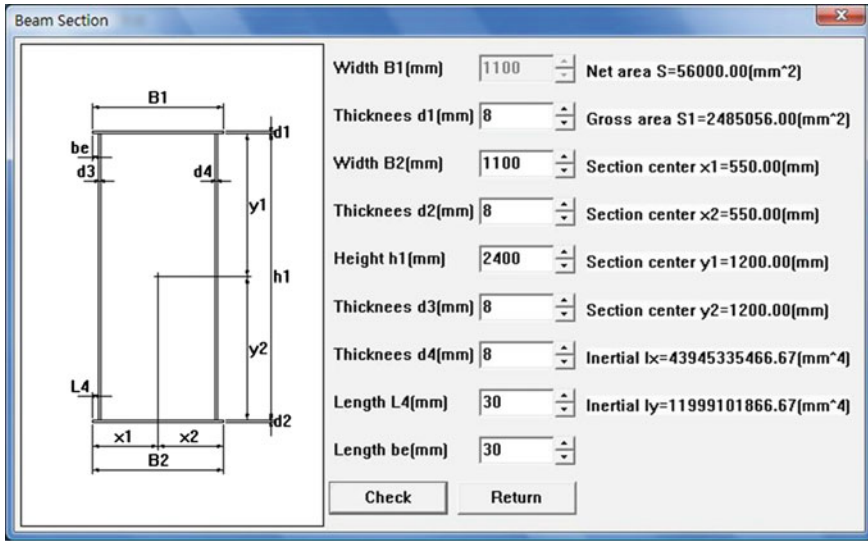 Beam Section
B1
d1
be
d3
d4
y1
h1
y2
L4
d2
x1
x2
B2
Width B1(mm) 1100 Net area S=56000.00(mm^2)
Thicknees d1(mm) 8 Gross area S1=2485056.00(mm^2)
Width B2(mm) 1100 Section center x1=550.00(mm)
Thicknees d2(mm) 8 Section center x2=550.00(mm)
Height h1(mm) 2400 Section center y1=1200.00(mm)
Thicknees d3(mm) 8 Section center y2=1200.00(mm)
Thicknees d4(mm) 8 Inertial Ix=43945335466.67(mm^4)
Length L4(mm) 30 Inertial Iy=11999101866.67(mm^4)
Length be(mm) 30
Check Return